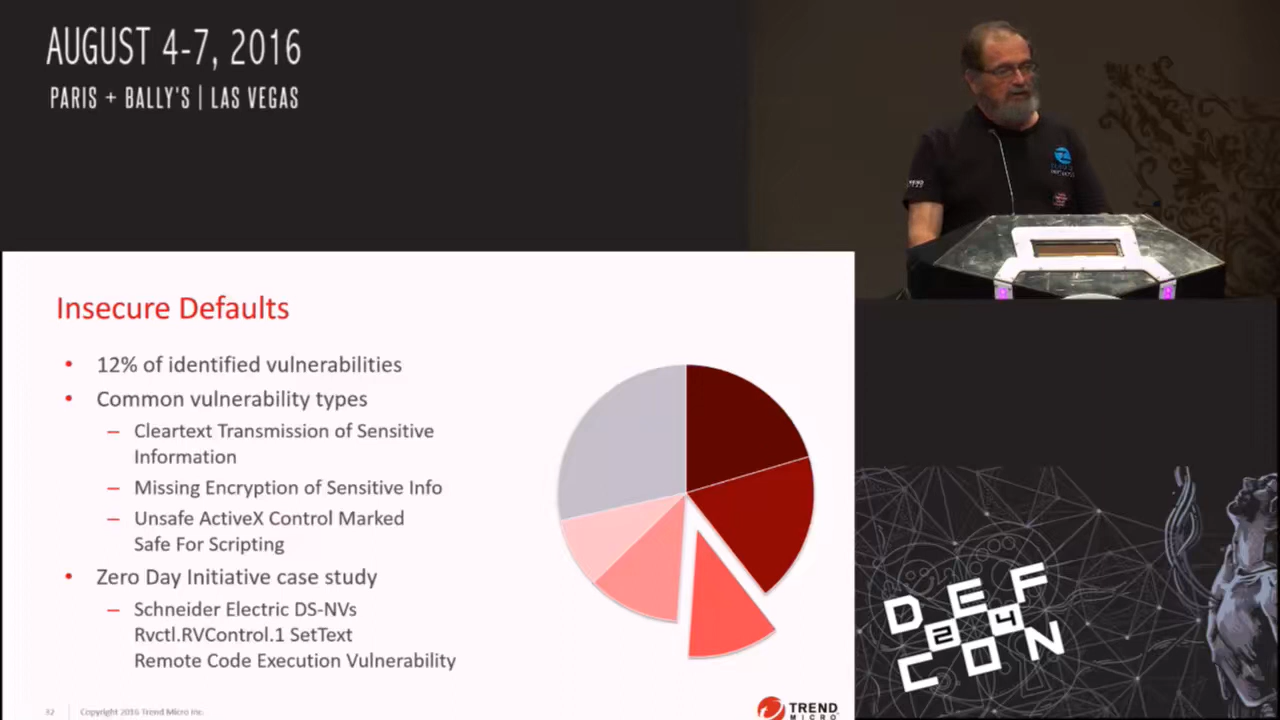 AUGUST 4-7, 2016
PARIS + BALLY'S | LAS VEGAS
Insecure Defaults
• 12% of identified vulnerabilities
• Common vulnerability types
– Cleartext Transmission of Sensitive
Information
– Missing Encryption of Sensitive Info
– Unsafe ActiveX Control Marked
Safe For Scripting
• Zero Day Initiative case study
– Schneider Electric DS-NVs
Rvctl.RVControl.1 SetText
Remote Code Execution Vulnerability
32
Copyright 2016 Trend Micro Inc.
TREND
MICRO
DEF
24
CON